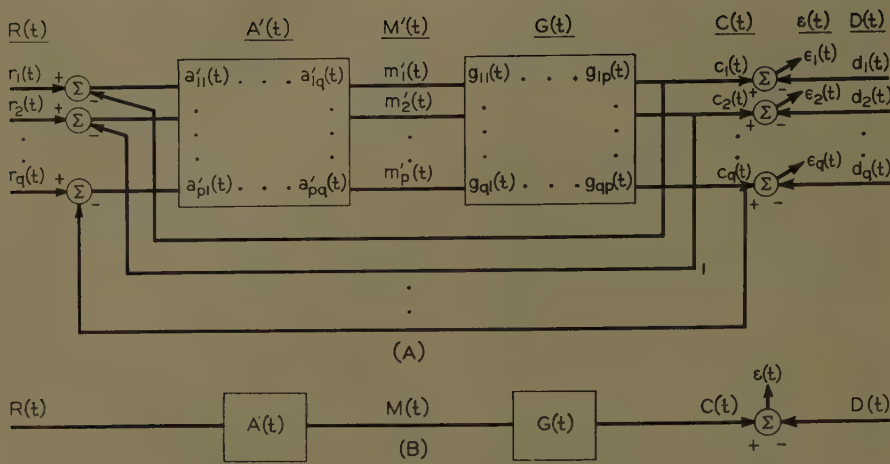 R(t) A'(t) M'(t) G(t) C(t) ε(t) D(t)
r₁(t) + Σ − a'₁₁(t) . . . a'₁q(t) m'₁(t) g₁₁(t) . . . g₁p(t) c₁(t) + Σ − ε₁(t) d₁(t)
r₂(t) + Σ − m'₂(t) c₂(t) + Σ − ε₂(t) d₂(t)
rq(t) + Σ − a'p₁(t) . . . a'pq(t) m'p(t) gq₁(t) . . . gqp(t) cq(t) + Σ − εq(t) dq(t)
(A)
ε(t)
R(t) A(t) M(t) G(t) C(t) Σ D(t)
(B) + −